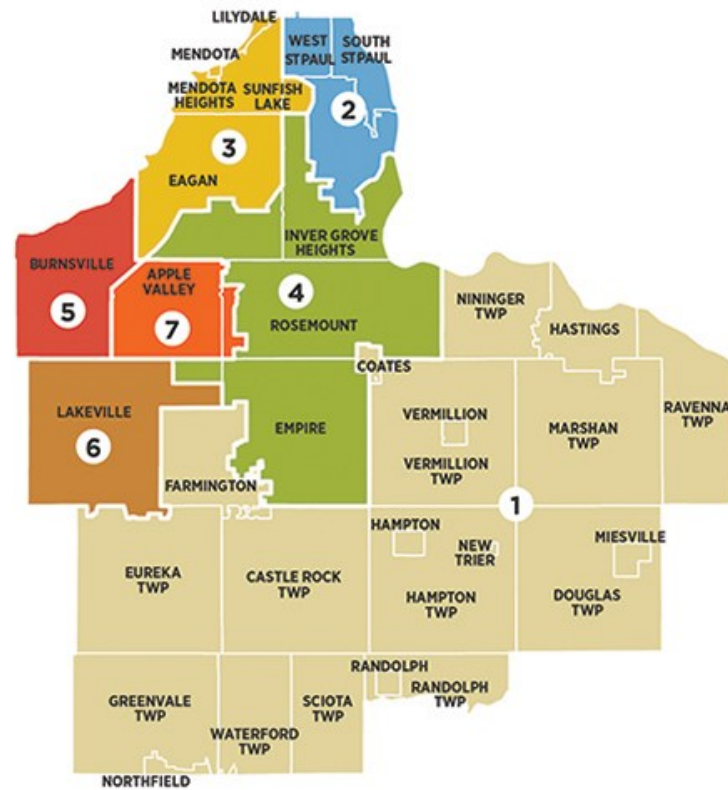 LILYDALE
MENDOTA
WEST
ST PAUL
SOUTH
ST PAUL
MENDOTA
HEIGHTS
SUNFISH
LAKE
2
3
EAGAN
INVER GROVE
HEIGHTS
BURNSVILLE
5
APPLE
VALLEY
7
4
ROSEMOUNT
NININGER
TWP
HASTINGS
COATES
LAKEVILLE
6
EMPIRE
VERMILLION
VERMILLION
TWP
MARSHAN
TWP
RAVENNA
TWP
FARMINGTON
1
HAMPTON
NEW
TRIER
MIESVILLE
EUREKA
TWP
CASTLE ROCK
TWP
HAMPTON
TWP
DOUGLAS
TWP
RANDOLPH
RANDOLPH
TWP
GREENVALE
TWP
WATERFORD
TWP
SCIOTA
TWP
NORTHFIELD